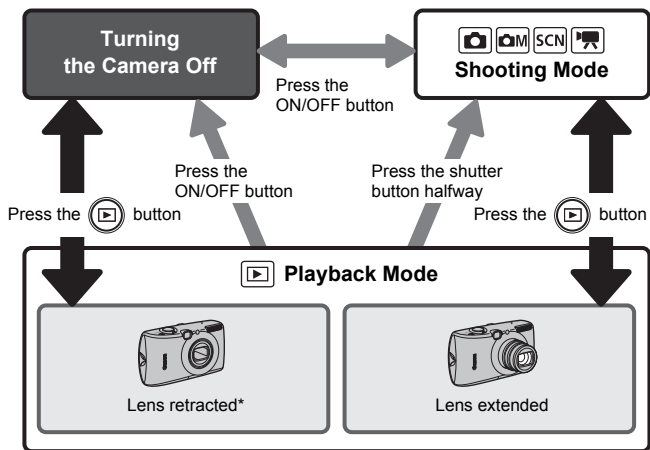 Turning
the Camera Off
M SCN
Shooting Mode
Press the
ON/OFF button
Press the
ON/OFF button
Press the shutter
button halfway
Press the button
Press the button
Playback Mode
Lens retracted*
Lens extended